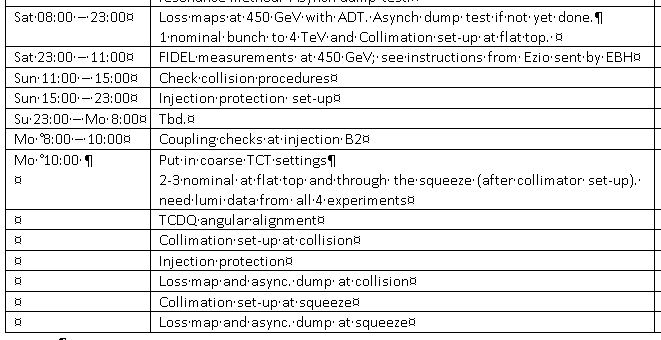 resonance method. Asynch dump test.
Sat 08:00 – 23:00 Loss maps at 450 GeV with ADT. Asynch dump test if not yet done.
1 nominal bunch to 4 TeV and Collimation set-up at flat top.
Sat 23:00 – 11:00 FIDEL measurements at 450 GeV; see instructions from Ezio sent by EBH
Sun 11:00 – 15:00 Check collision procedures
Sun 15:00 – 23:00 Injection protection set-up
Su 23:00 – Mo 8:00 Tbd.
Mo 8:00 – 10:00 Coupling checks at injection B2
Mo 10:00 Put in coarse TCT settings
2-3 nominal at flat top and through the squeeze (after collimator set-up).
need lumi data from all 4 experiments
TCDQ angular alignment
Collimation set-up at collision
Injection protection
Loss map and async. dump at collision
Collimation set-up at squeeze
Loss map and async. dump at squeeze